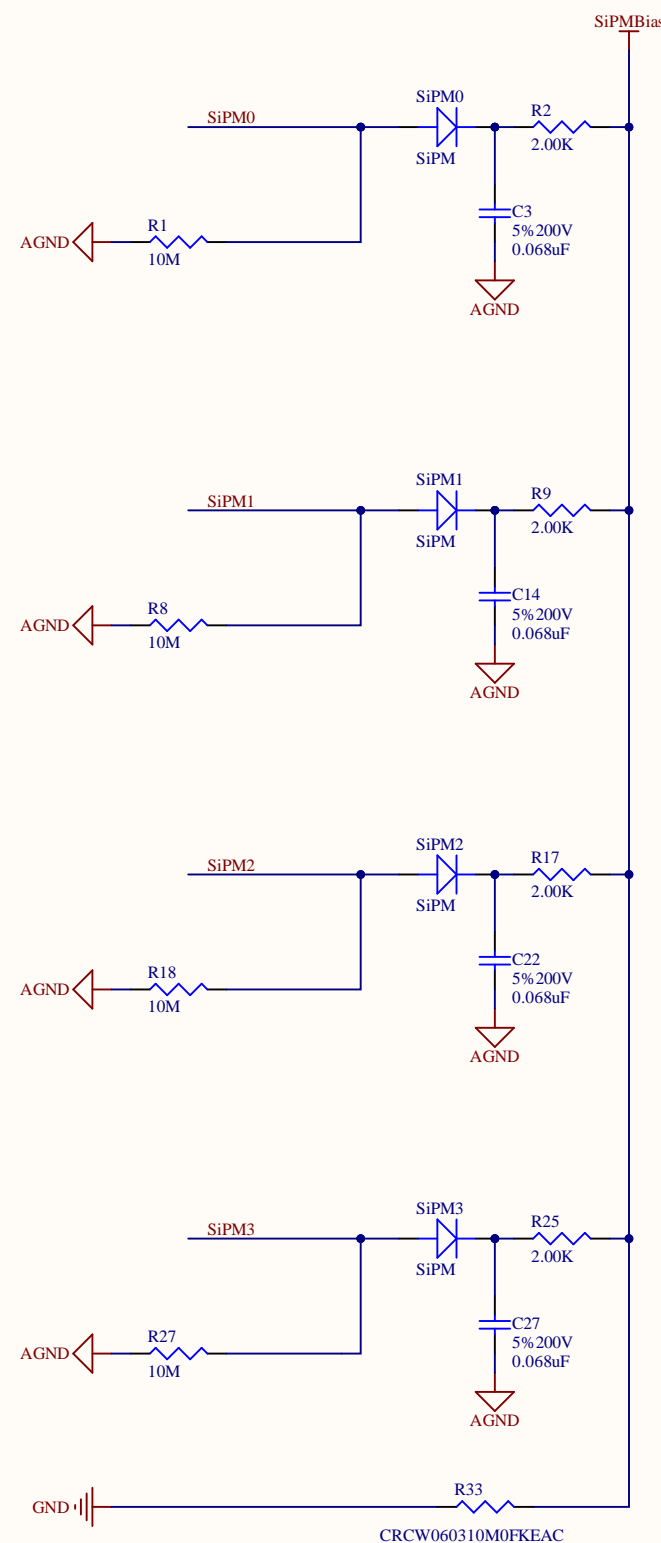 SiPMBias
SiPM0
SiPM0
SiPM
R2
2.00K
C3
5%200V
0.068uF
AGND
R1
10M
AGND
SiPM1
SiPM1
SiPM
R9
2.00K
C14
5%200V
0.068uF
AGND
R8
10M
AGND
SiPM2
SiPM2
SiPM
R17
2.00K
C22
5%200V
0.068uF
AGND
R18
10M
AGND
SiPM3
SiPM3
SiPM
R25
2.00K
C27
5%200V
0.068uF
AGND
R27
10M
AGND
GND
R33
CRCW060310M0FKEAC